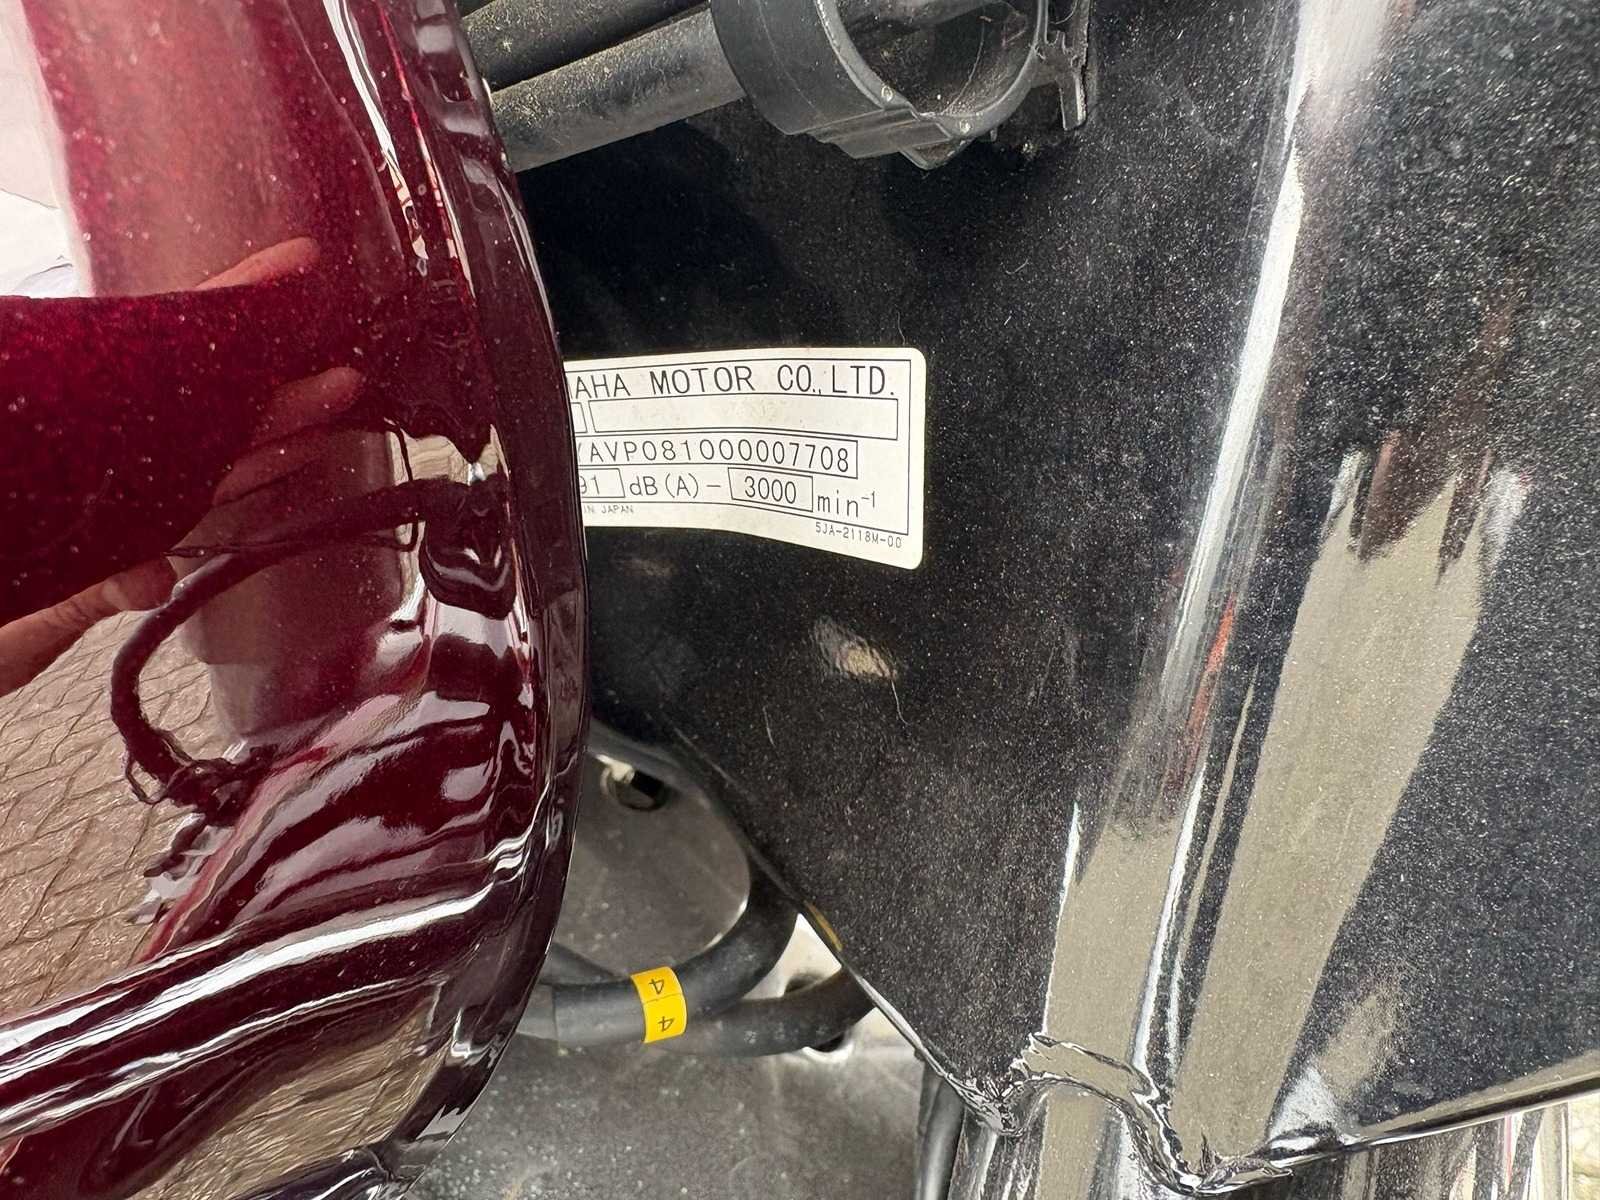 AHA MOTOR CO.,LTD.
YAVP081000007708
91 dB(A) - 3000 min⁻¹
IN JAPAN
5JA-2118M-00
4
4